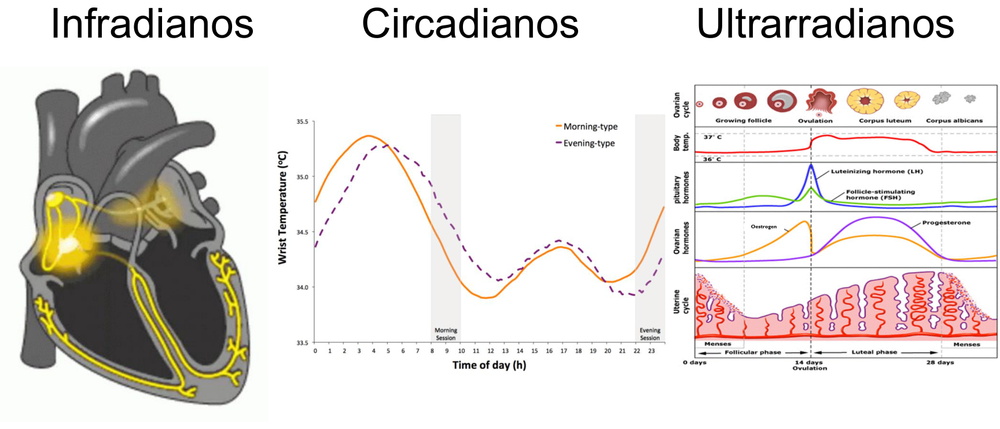 Infradianos
Circadianos
Ultrarradianos
35.5
35.0
34.5
34.0
33.5
Wrist Temperature (ºC)
Morning-type
Evening-type
Morning
Session
Evening
Session
0 1 2 3 4 5 6 7 8 9 10 11 12 13 14 15 16 17 18 19 20 21 22 23
Time of day (h)
Ovarian
cycle
Growing follicle
Ovulation
Corpus luteum
Corpus albicans
Body
temp.
37° C
36° C
pituitary
hormones
Luteinizing hormone (LH)
Follicle-stimulating
hormone (FSH)
Ovarian
hormones
Oestrogen
Progesterone
Uterine
cycle
Menses
Menses
Follicular phase
Luteal phase
0 days
14 days
28 days
Ovulation